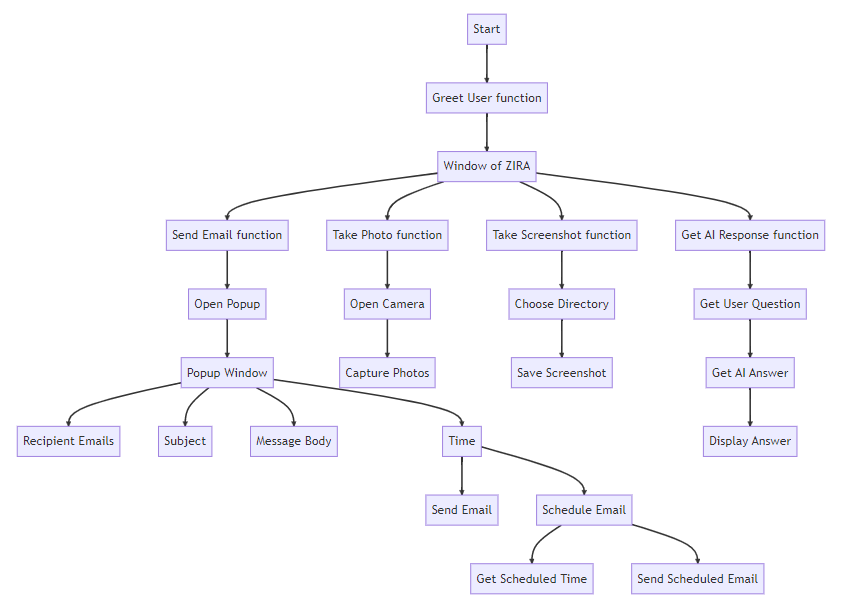 Start
Greet User function
Window of ZIRA
Send Email function
Take Photo function
Take Screenshot function
Get AI Response function
Open Popup
Open Camera
Choose Directory
Get User Question
Popup Window
Capture Photos
Save Screenshot
Get AI Answer
Recipient Emails
Subject
Message Body
Time
Display Answer
Send Email
Schedule Email
Get Scheduled Time
Send Scheduled Email